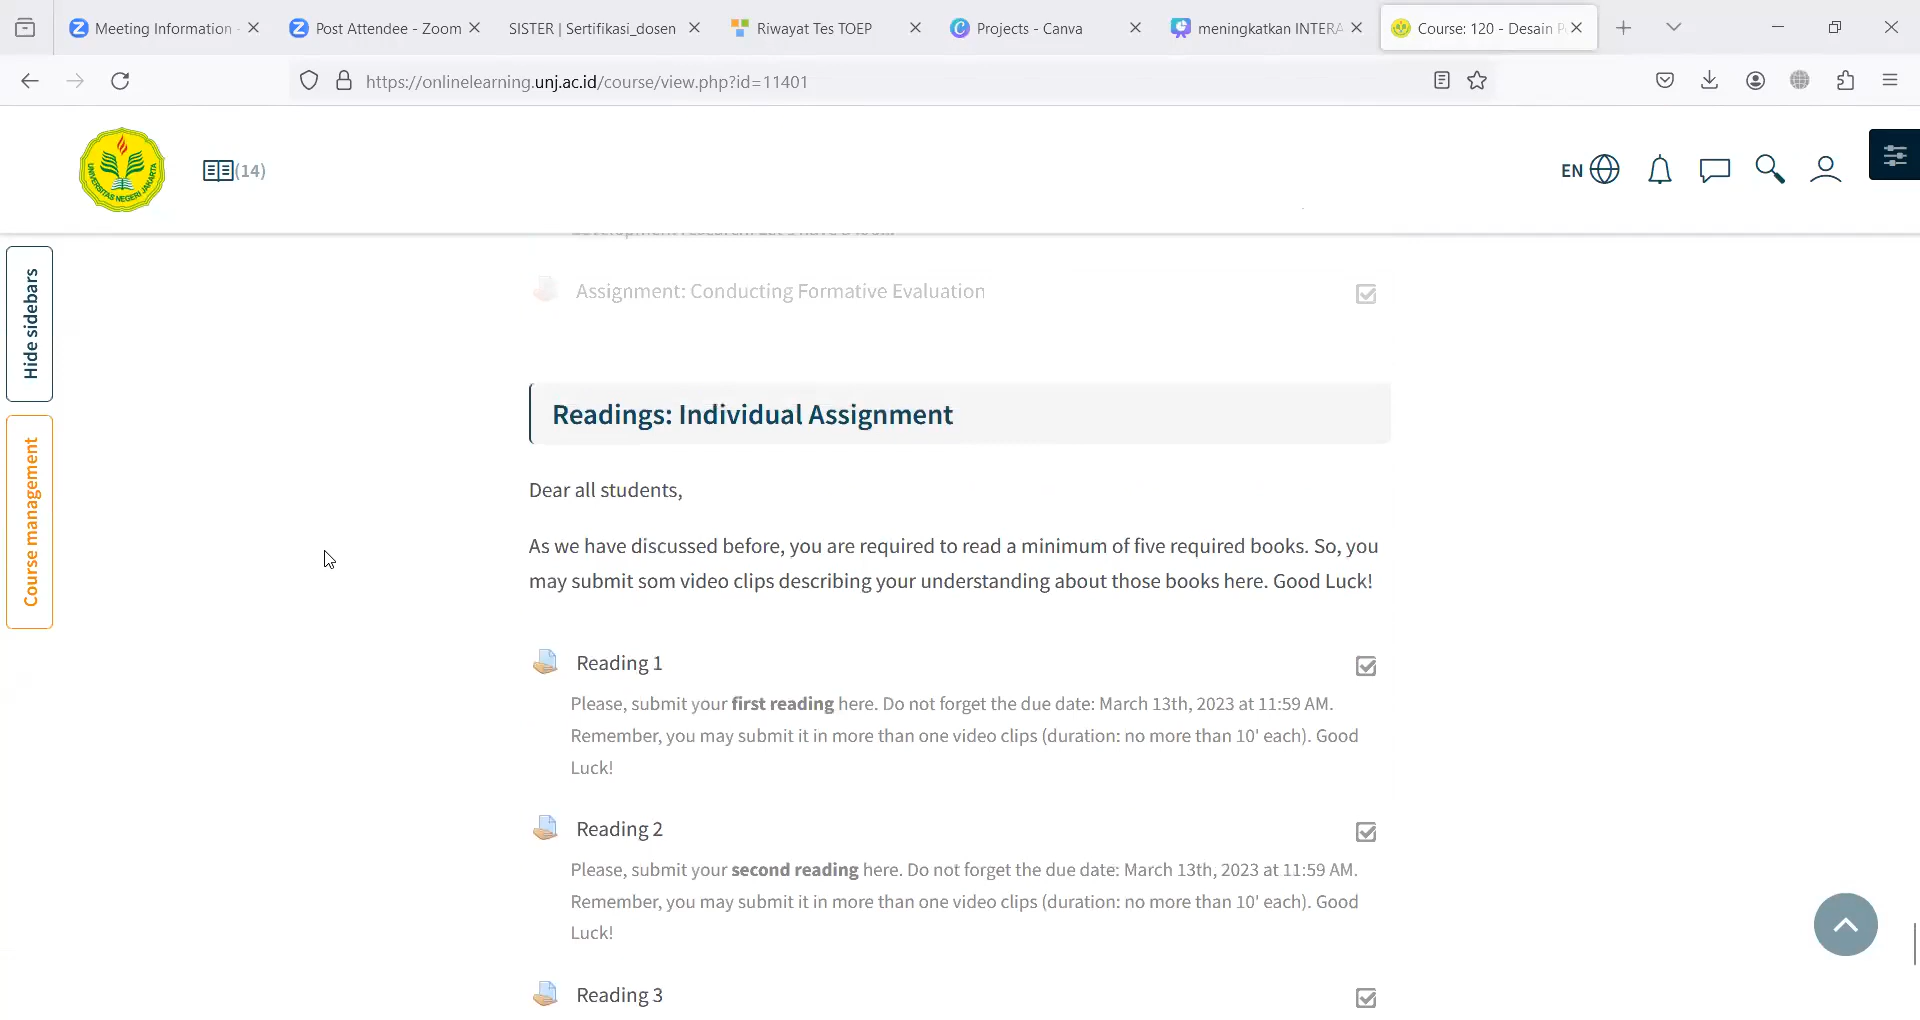 Meeting Information
Post Attendee - Zoom
SISTER | Sertifikasi_dosen
Riwayat Tes TOEP
Projects - Canva
meningkatkan INTERA
Course: 120 - Desain P
https://onlinelearning.unj.ac.id/course/view.php?id=11401
UNIVERSITAS NEGERI JAKARTA
(14)
EN
Hide sidebars
Course management
Assignment: Conducting Formative Evaluation
Readings: Individual Assignment
Dear all students,
As we have discussed before, you are required to read a minimum of five required books. So, you
may submit som video clips describing your understanding about those books here. Good Luck!
Reading 1
Please, submit your first reading here. Do not forget the due date: March 13th, 2023 at 11:59 AM.
Remember, you may submit it in more than one video clips (duration: no more than 10' each). Good
Luck!
Reading 2
Please, submit your second reading here. Do not forget the due date: March 13th, 2023 at 11:59 AM.
Remember, you may submit it in more than one video clips (duration: no more than 10' each). Good
Luck!
Reading 3